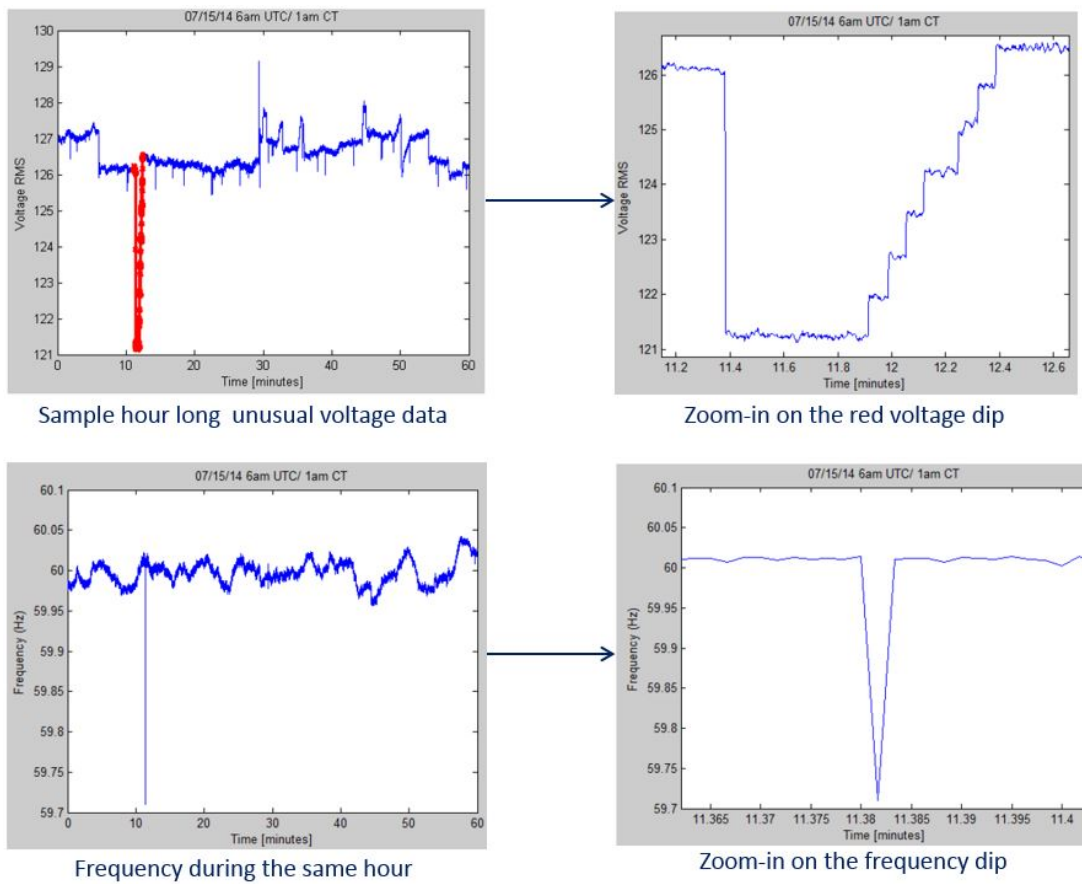 07/15/14 6am UTC/ 1am CT
130
129
128
127
126
125
124
123
122
121
Voltage RMS
0 10 20 30 40 50 60
Time [minutes]
Sample hour long unusual voltage data
07/15/14 6am UTC/ 1am CT
126
125
124
123
122
121
Voltage RMS
11.2 11.4 11.6 11.8 12 12.2 12.4 12.6
Time [minutes]
Zoom-in on the red voltage dip
07/15/14 6am UTC/ 1am CT
60.1
60.05
60
59.95
59.9
59.85
59.8
59.75
59.7
Frequency (Hz)
0 10 20 30 40 50 60
Time [minutes]
Frequency during the same hour
07/15/14 6am UTC/ 1am CT
60.1
60.05
60
59.95
59.9
59.85
59.8
59.75
59.7
Frequency (Hz)
11.365 11.37 11.375 11.38 11.385 11.39 11.395 11.4
Time [minutes]
Zoom-in on the frequency dip